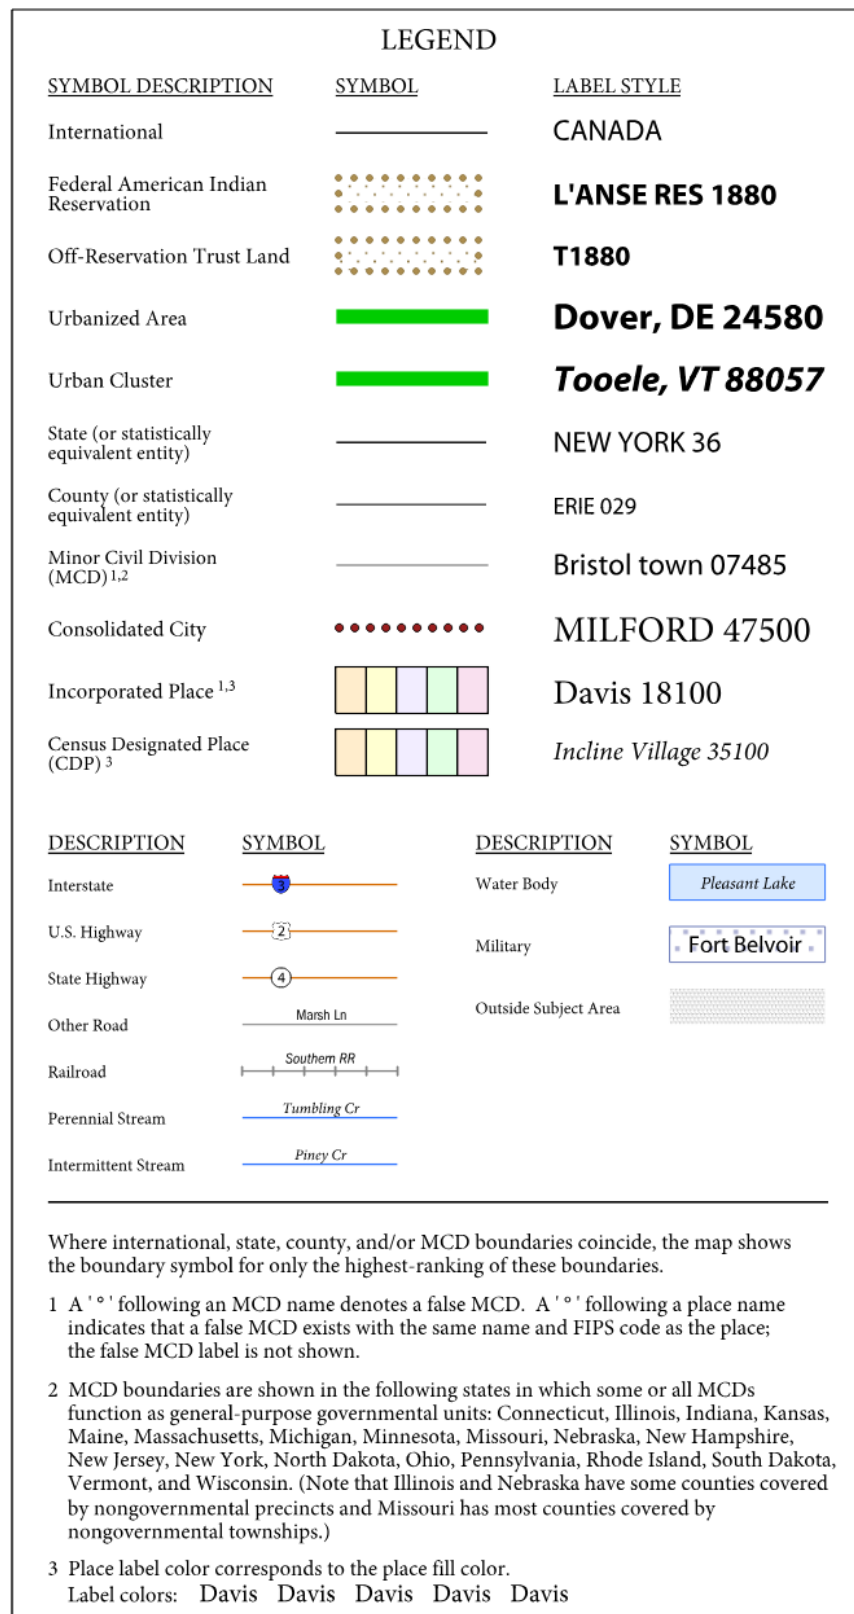 LEGEND
SYMBOL DESCRIPTION SYMBOL LABEL STYLE
International CANADA
Federal American Indian
Reservation L'ANSE RES 1880
Off-Reservation Trust Land T1880
Urbanized Area Dover, DE 24580
Urban Cluster Tooele, VT 88057
State (or statistically
equivalent entity) NEW YORK 36
County (or statistically
equivalent entity) ERIE 029
Minor Civil Division
(MCD) 1,2 Bristol town 07485
Consolidated City MILFORD 47500
Incorporated Place 1,3 Davis 18100
Census Designated Place
(CDP) 3 Incline Village 35100
DESCRIPTION SYMBOL
Interstate 3
U.S. Highway 2
State Highway 4
Other Road Marsh Ln
Railroad Southern RR
Perennial Stream Tumbling Cr
Intermittent Stream Piney Cr
DESCRIPTION SYMBOL
Water Body Pleasant Lake
Military Fort Belvoir
Outside Subject Area
Where international, state, county, and/or MCD boundaries coincide, the map shows
the boundary symbol for only the highest-ranking of these boundaries.
1 A ' ° ' following an MCD name denotes a false MCD. A ' ° ' following a place name
indicates that a false MCD exists with the same name and FIPS code as the place;
the false MCD label is not shown.
2 MCD boundaries are shown in the following states in which some or all MCDs
function as general-purpose governmental units: Connecticut, Illinois, Indiana, Kansas,
Maine, Massachusetts, Michigan, Minnesota, Missouri, Nebraska, New Hampshire,
New Jersey, New York, North Dakota, Ohio, Pennsylvania, Rhode Island, South Dakota,
Vermont, and Wisconsin. (Note that Illinois and Nebraska have some counties covered
by nongovernmental precincts and Missouri has most counties covered by
nongovernmental townships.)
3 Place label color corresponds to the place fill color.
Label colors: Davis Davis Davis Davis Davis